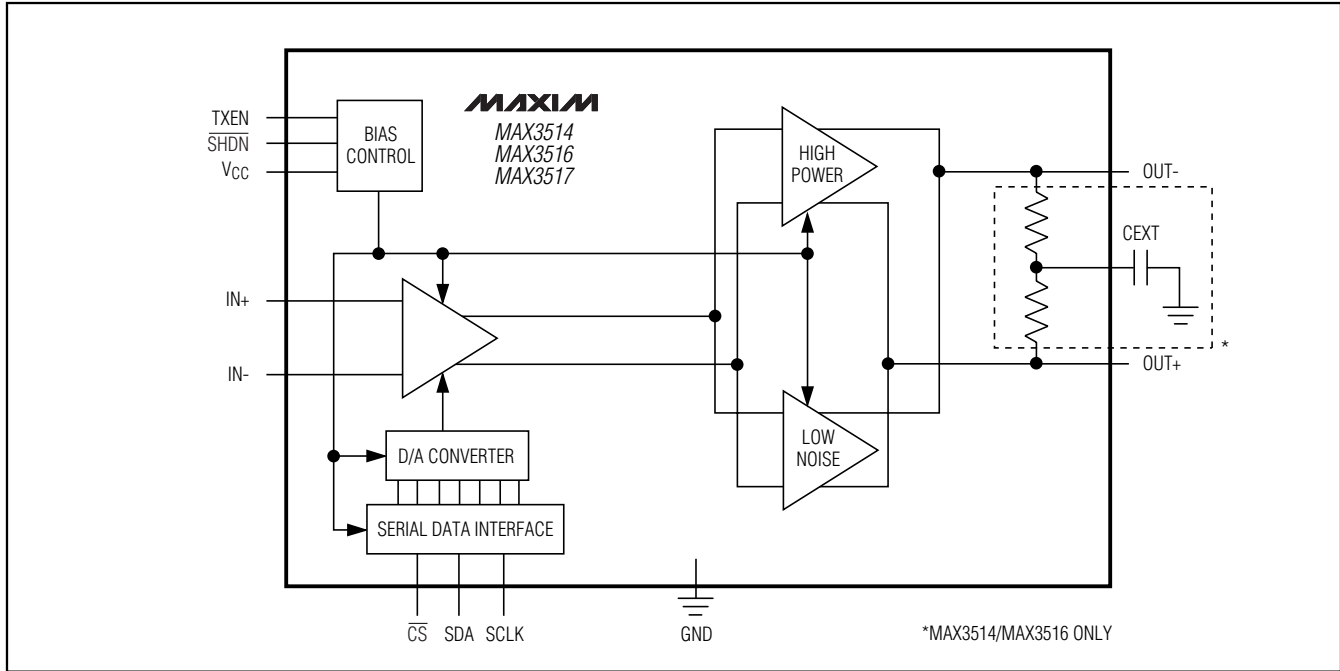 MAXIM
MAX3514
MAX3516
MAX3517
TXEN
SHDN
VCC
BIAS
CONTROL
HIGH
POWER
OUT-
CEXT
IN+
IN-
*
OUT+
LOW
NOISE
D/A CONVERTER
SERIAL DATA INTERFACE
CS SDA SCLK
GND
*MAX3514/MAX3516 ONLY